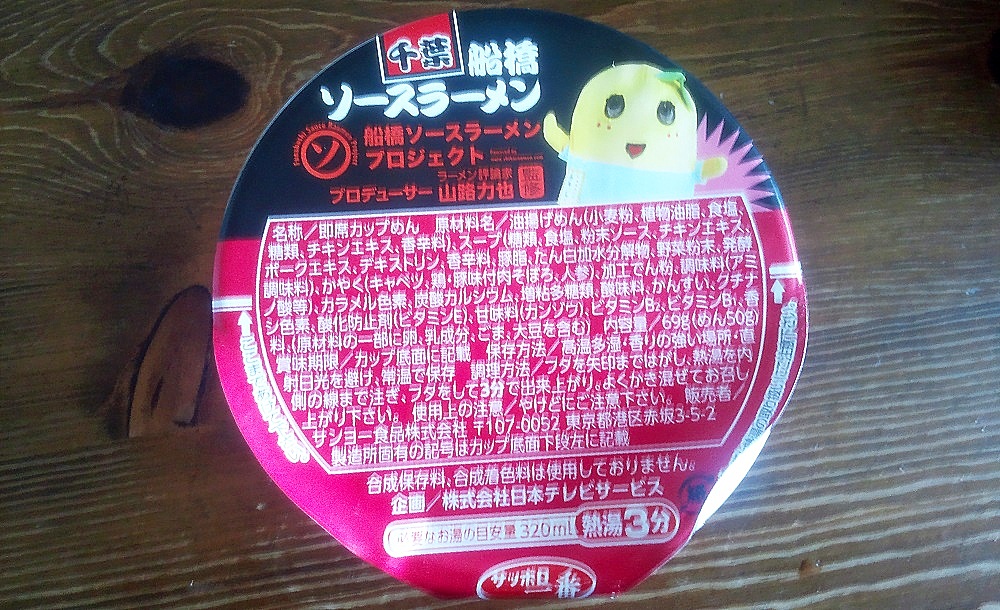 千葉 船橋
ソースラーメン
Funabashi Sauce Ramen Project
ソ
船橋ソースラーメン
プロジェクト
ラーメン評論家
プロデューサー 山路力也 監修
名称／即席カップめん 原材料名／油揚げめん(小麦粉、植物油脂、食塩、
糖類、チキンエキス、香辛料)、スープ(糖類、食塩、粉末ソース、チキンエキス、
ポークエキス、デキストリン、香辛料、豚脂、たん白加水分解物、野菜粉末、発酵
調味料)、かやく(キャベツ、鶏・豚味付肉そぼろ、人参)、加工でん粉、調味料(アミ
ノ酸等)、カラメル色素、炭酸カルシウム、増粘多糖類、酸味料、かんすい、クチナ
シ色素、酸化防止剤(ビタミンE)、甘味料(カンゾウ)、ビタミンB₂、ビタミンB₁、香
料、(原材料の一部に卵、乳成分、ごま、大豆を含む) 内容量／69g(めん50g)
賞味期限／カップ底面に記載 保存方法／高温多湿・香りの強い場所・直
射日光を避け、常温で保存 調理方法／フタを矢印まではがし、熱湯を内
側の線まで注ぎ、フタをして3分で出来上がり。よくかき混ぜてお召し
上がり下さい。 使用上の注意／やけどにご注意下さい。 販売者／
サンヨー食品株式会社 〒107-0052 東京都港区赤坂3-5-2
製造所固有の記号はカップ底面下段左に記載
合成保存料、合成着色料は使用しておりません。
企画／株式会社日本テレビサービス
必要なお湯の目安量 320ml 熱湯3分
サッポロ一番